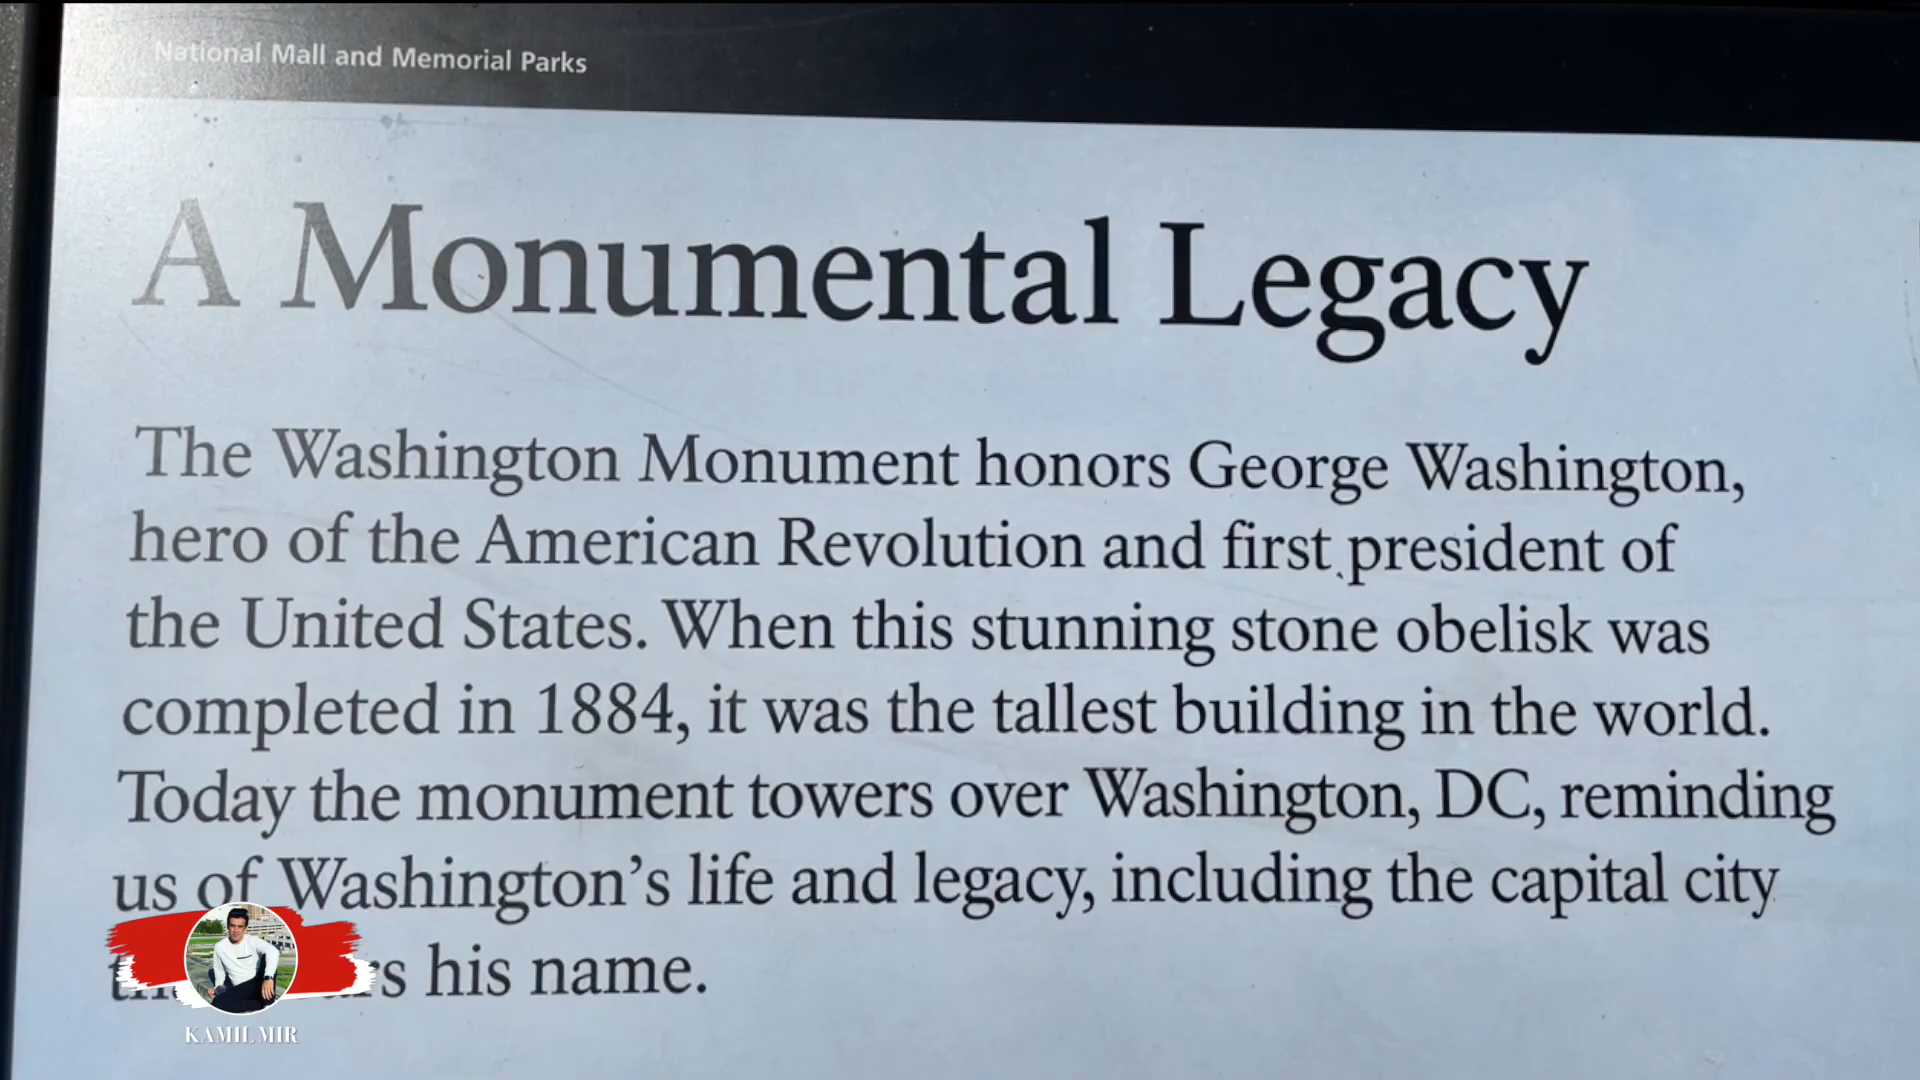 National Mall and Memorial Parks
A Monumental Legacy
The Washington Monument honors George Washington,
hero of the American Revolution and first president of
the United States. When this stunning stone obelisk was
completed in 1884, it was the tallest building in the world.
Today the monument towers over Washington, DC, reminding
us of Washington's life and legacy, including the capital city
his name.
KAMIL MIR